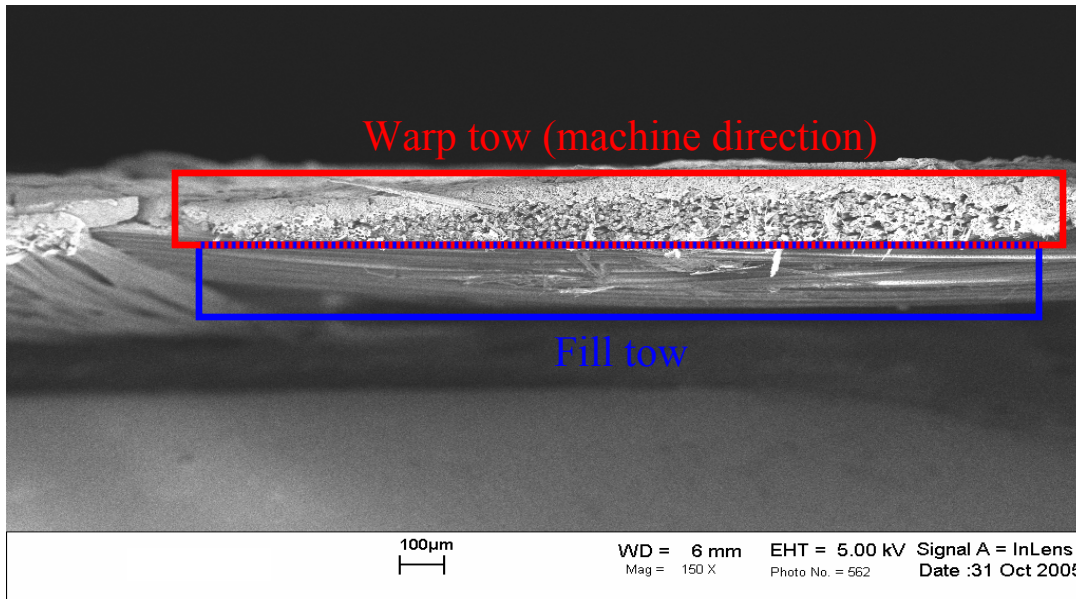 Warp tow (machine direction)
Fill tow
100µm
WD = 6 mm
Mag = 150 X
EHT = 5.00 kV
Photo No. = 562
Signal A = InLens
Date :31 Oct 2005